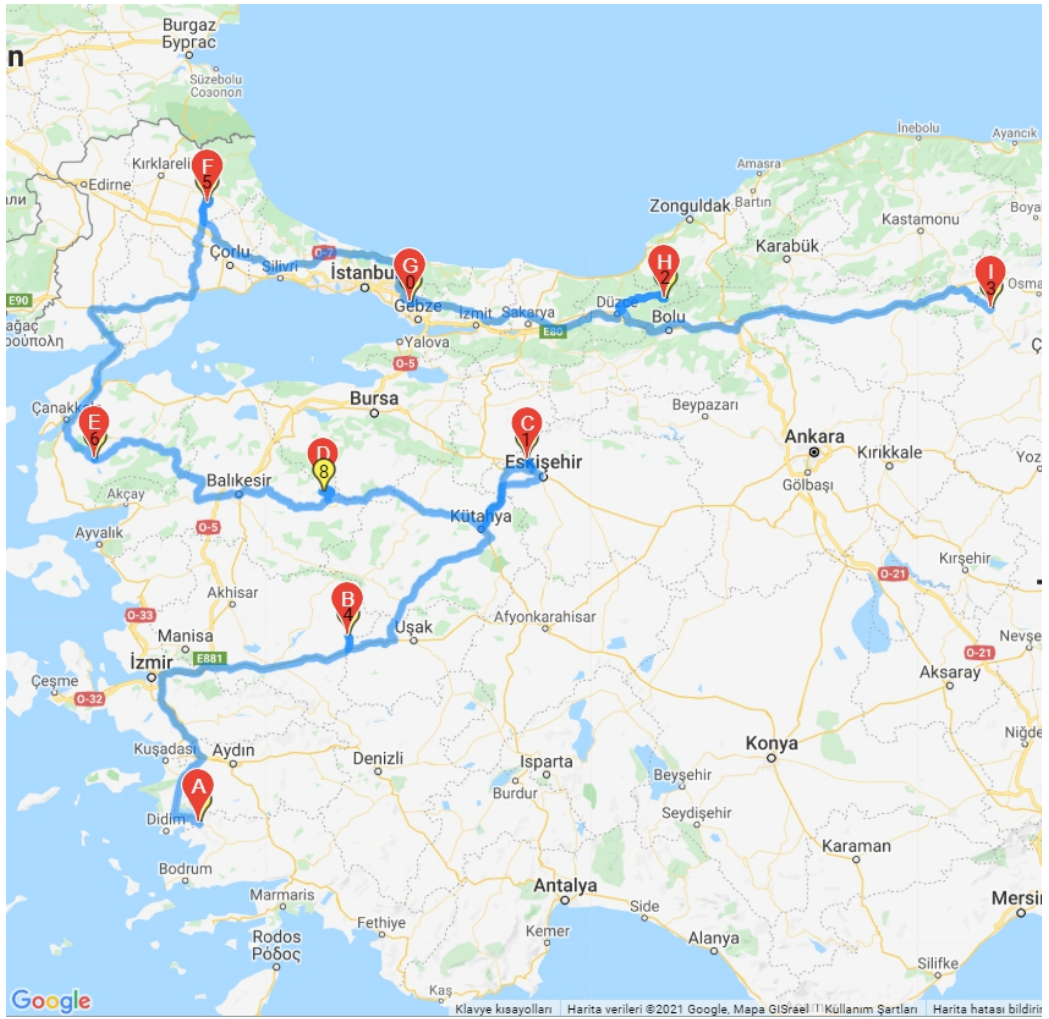 Burgaz
Бургас
n
Süzebolu
Созопол
İnebolu
Ayancık
Amasra
Bartın
Kırklareli
F
5
Edirne
Zonguldak
Kastamonu
Karabük
Çorlu
Silivri
İstanbul
G
0
H
2
I
3
Gebze
İzmit
Sakarya
Düzce
E80
Bolu
E90
Yalova
O-5
Bursa
Beypazarı
Çanakkale
E
6
C
1
D
8
Ankara
Kırıkkale
Gölbaşı
Eskişehir
Balıkesir
Akçay
O-5
Kütahya
Ayvalık
Kırşehir
O-21
Akhisar
B
4
O-33
Afyonkarahisar
Uşak
Manisa
E881
İzmir
O-21
Çeşme
O-32
Aksaray
Kuşadası
Aydın
Denizli
Konya
Isparta
Burdur
Beyşehir
A
Seydişehir
Didim
Karaman
Bodrum
Antalya
Marmaris
Side
Mersin
Fethiye
Kemer
Rodos
Ρόδος
Alanya
Silifke
Kaş
Google
Klavye kısayolları
Harita verileri ©2021 Google, Mapa GISrael
Kullanım Şartları
Harita hatası bildirin